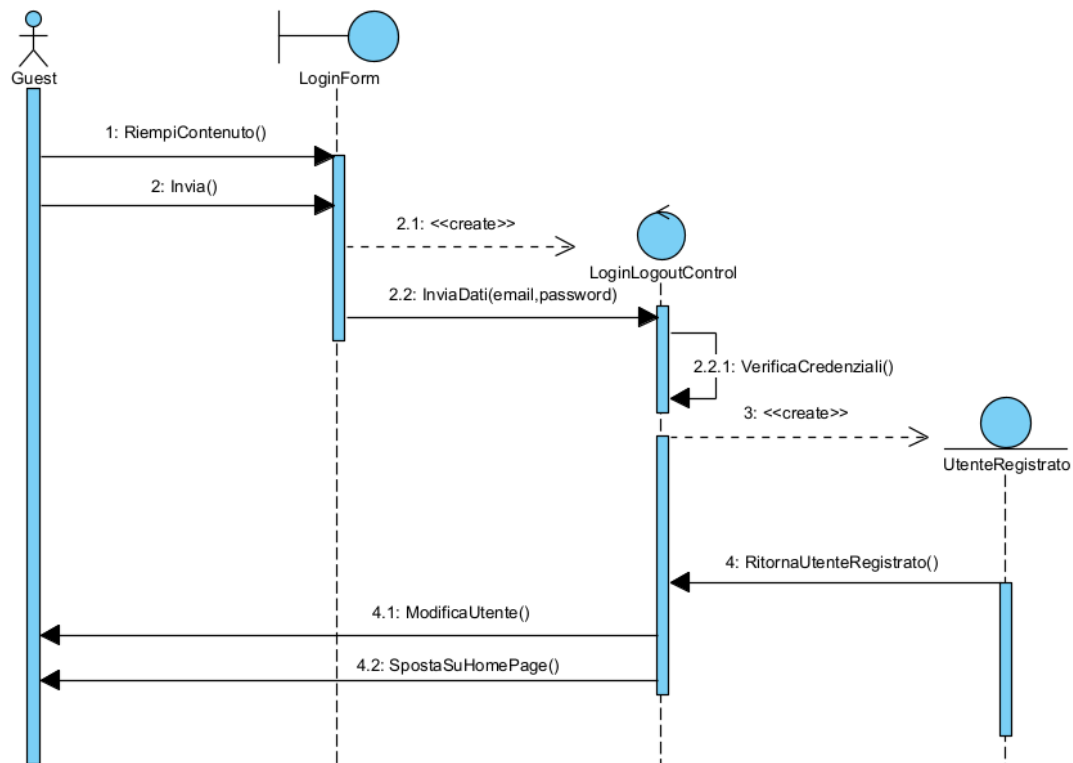 Guest
LoginForm
1: RiempiContenuto()
2: Invia()
2.1: <<create>>
LoginLogoutControl
2.2: InviaDati(email,password)
2.2.1: VerificaCredenziali()
3: <<create>>
UtenteRegistrato
4: RitornaUtenteRegistrato()
4.1: ModificaUtente()
4.2: SpostaSuHomePage()